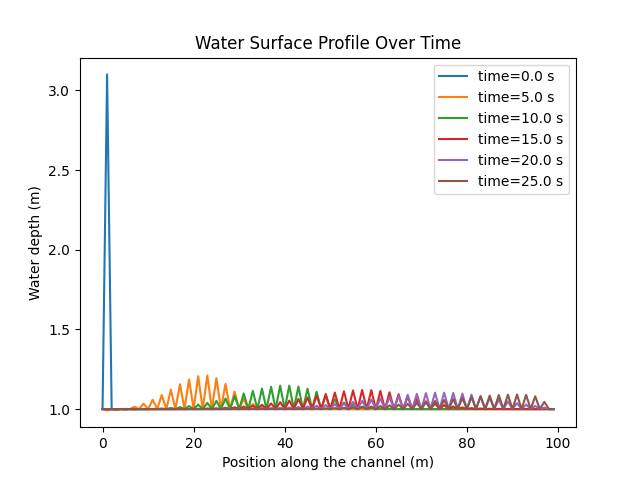 Water Surface Profile Over Time
time=0.0 s
time=5.0 s
time=10.0 s
time=15.0 s
time=20.0 s
time=25.0 s
3.0
2.5
2.0
1.5
1.0
Water depth (m)
0 20 40 60 80 100
Position along the channel (m)